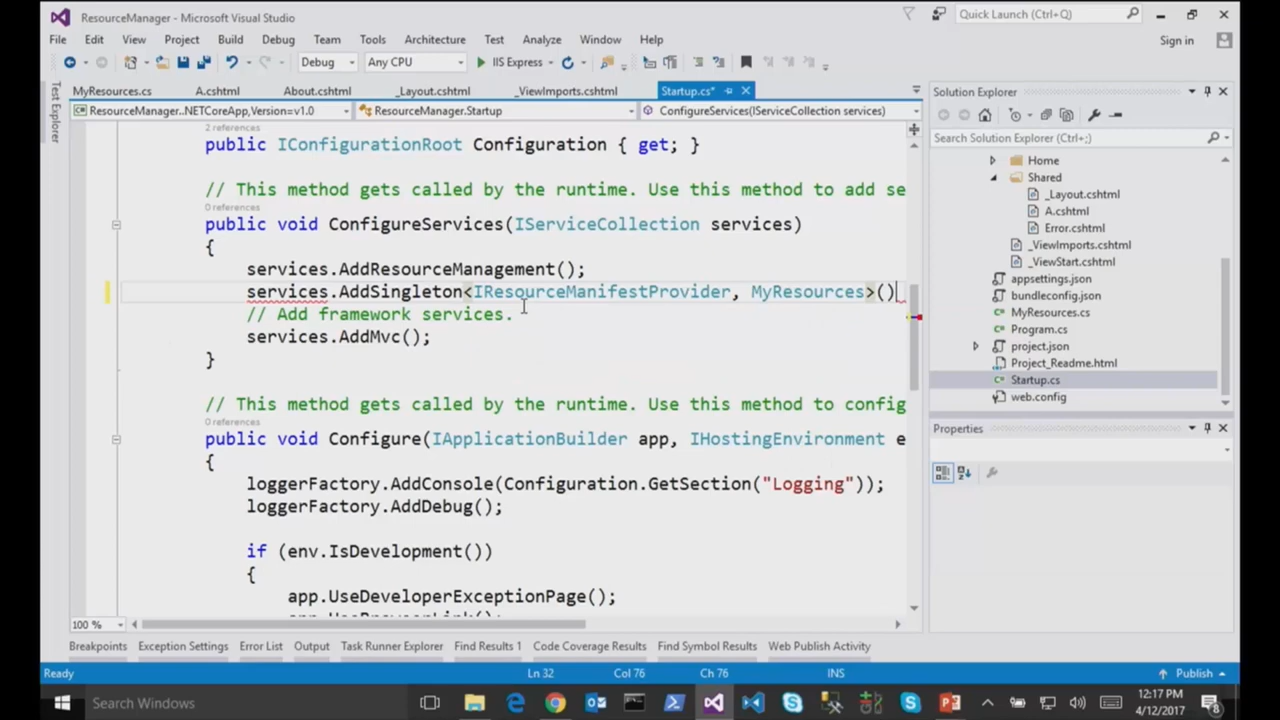 ResourceManager - Microsoft Visual Studio
Quick Launch (Ctrl+Q)
File Edit View Project Build Debug Team Tools Architecture Test Analyze Window Help
Sign in
Debug Any CPU IIS Express
Test Explorer
MyResources.cs A.cshtml About.cshtml _Layout.cshtml _ViewImports.cshtml Startup.cs*
ResourceManager..NETCoreApp,Version=v1.0 ResourceManager.Startup ConfigureServices(IServiceCollection services)
2 references
public IConfigurationRoot Configuration { get; }
// This method gets called by the runtime. Use this method to add se
0 references
public void ConfigureServices(IServiceCollection services)
{
services.AddResourceManagement();
services.AddSingleton<IResourceManifestProvider, MyResources>()
// Add framework services.
services.AddMvc();
}
// This method gets called by the runtime. Use this method to config
0 references
public void Configure(IApplicationBuilder app, IHostingEnvironment e
{
loggerFactory.AddConsole(Configuration.GetSection("Logging"));
loggerFactory.AddDebug();
if (env.IsDevelopment())
{
app.UseDeveloperExceptionPage();
100 %
Solution Explorer
Search Solution Explorer (Ctrl+;)
Home
Shared
_Layout.cshtml
A.cshtml
Error.cshtml
_ViewImports.cshtml
_ViewStart.cshtml
appsettings.json
bundleconfig.json
MyResources.cs
Program.cs
project.json
Project_Readme.html
Startup.cs
web.config
Properties
Breakpoints Exception Settings Error List Output Task Runner Explorer Find Results 1 Code Coverage Results Find Symbol Results Web Publish Activity
Ready Ln 32 Col 76 Ch 76 INS Publish
Search Windows
12:17 PM
4/12/2017
8